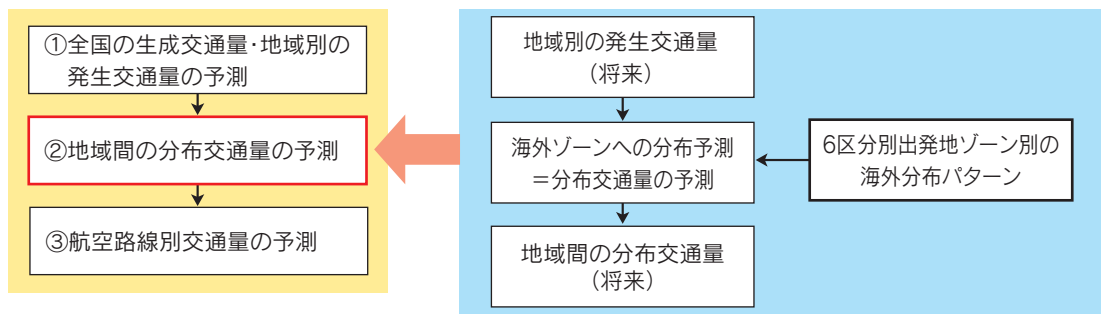 ①全国の生成交通量･地域別の
発生交通量の予測
②地域間の分布交通量の予測
③航空路線別交通量の予測
地域別の発生交通量
（将来）
海外ゾーンへの分布予測
＝分布交通量の予測
地域間の分布交通量
（将来）
6区分別出発地ゾーン別の
海外分布パターン